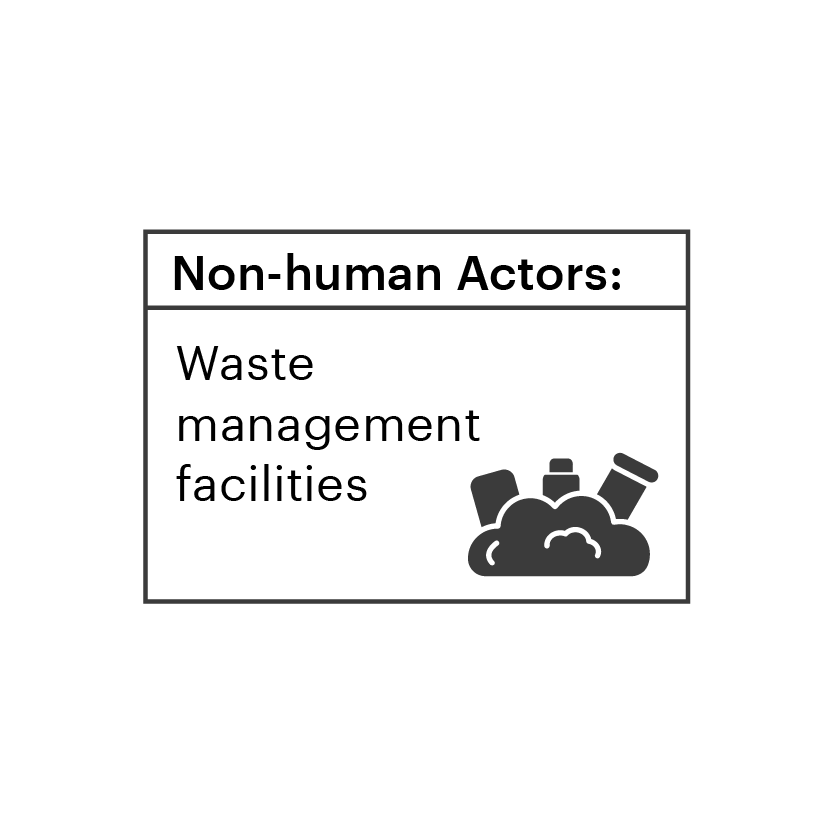 Non-human Actors:
Waste
management
facilities